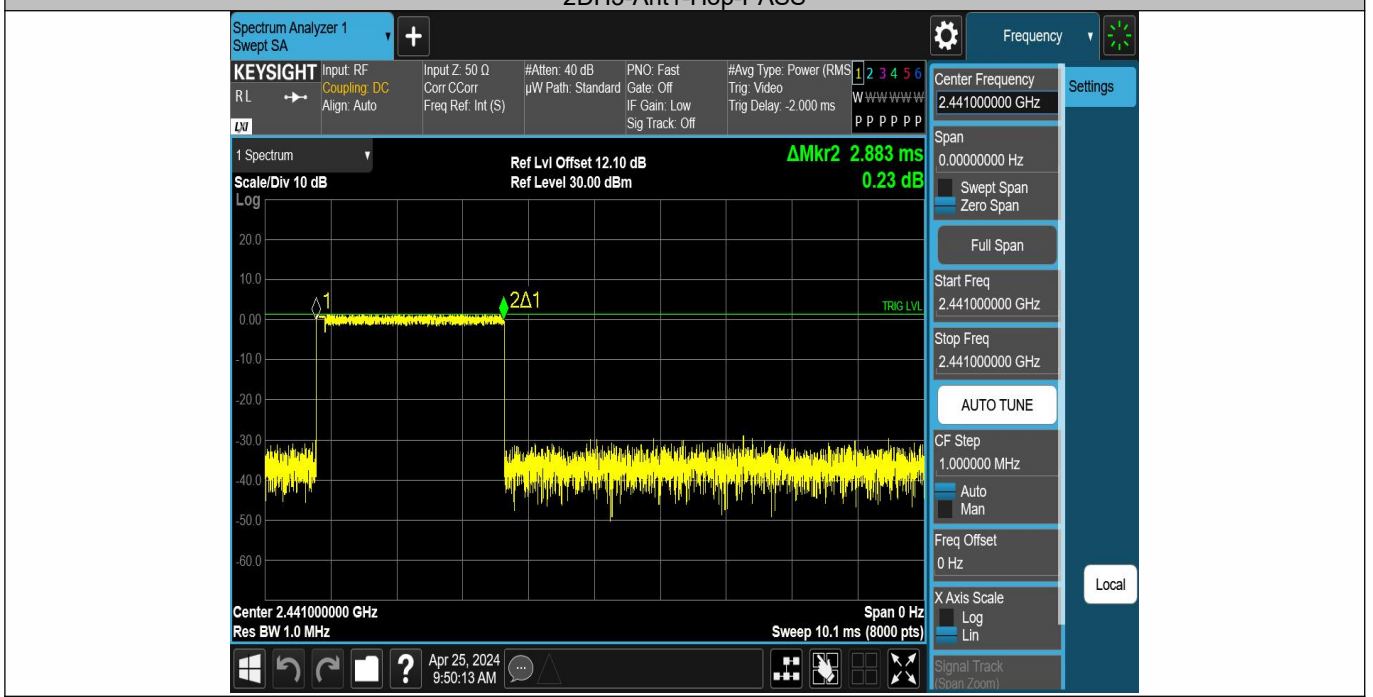 2DH5-Ant1-Hop-PASS
Spectrum Analyzer 1
Swept SA
Frequency
KEYSIGHT
RL
LXI
Input: RF
Coupling: DC
Align: Auto
Input Z: 50 Ω
Corr CCorr
Freq Ref: Int (S)
#Atten: 40 dB
µW Path: Standard
PNO: Fast
Gate: Off
IF Gain: Low
Sig Track: Off
#Avg Type: Power (RMS
Trig: Video
Trig Delay: -2.000 ms
1 2 3 4 5 6
W W W W W W
P P P P P P
1 Spectrum
Scale/Div 10 dB
Log
Ref Lvl Offset 12.10 dB
Ref Level 30.00 dBm
ΔMkr2 2.883 ms
0.23 dB
20.0
10.0
0.00
-10.0
-20.0
-30.0
-40.0
-50.0
-60.0
1
2Δ1
TRIG LVL
Center 2.441000000 GHz
Res BW 1.0 MHz
Span 0 Hz
Sweep 10.1 ms (8000 pts)
Center Frequency
2.441000000 GHz
Span
0.00000000 Hz
Swept Span
Zero Span
Full Span
Start Freq
2.441000000 GHz
Stop Freq
2.441000000 GHz
AUTO TUNE
CF Step
1.000000 MHz
Auto
Man
Freq Offset
0 Hz
X Axis Scale
Log
Lin
Signal Track
(Span Zoom)
Settings
Local
?
Apr 25, 2024
9:50:13 AM